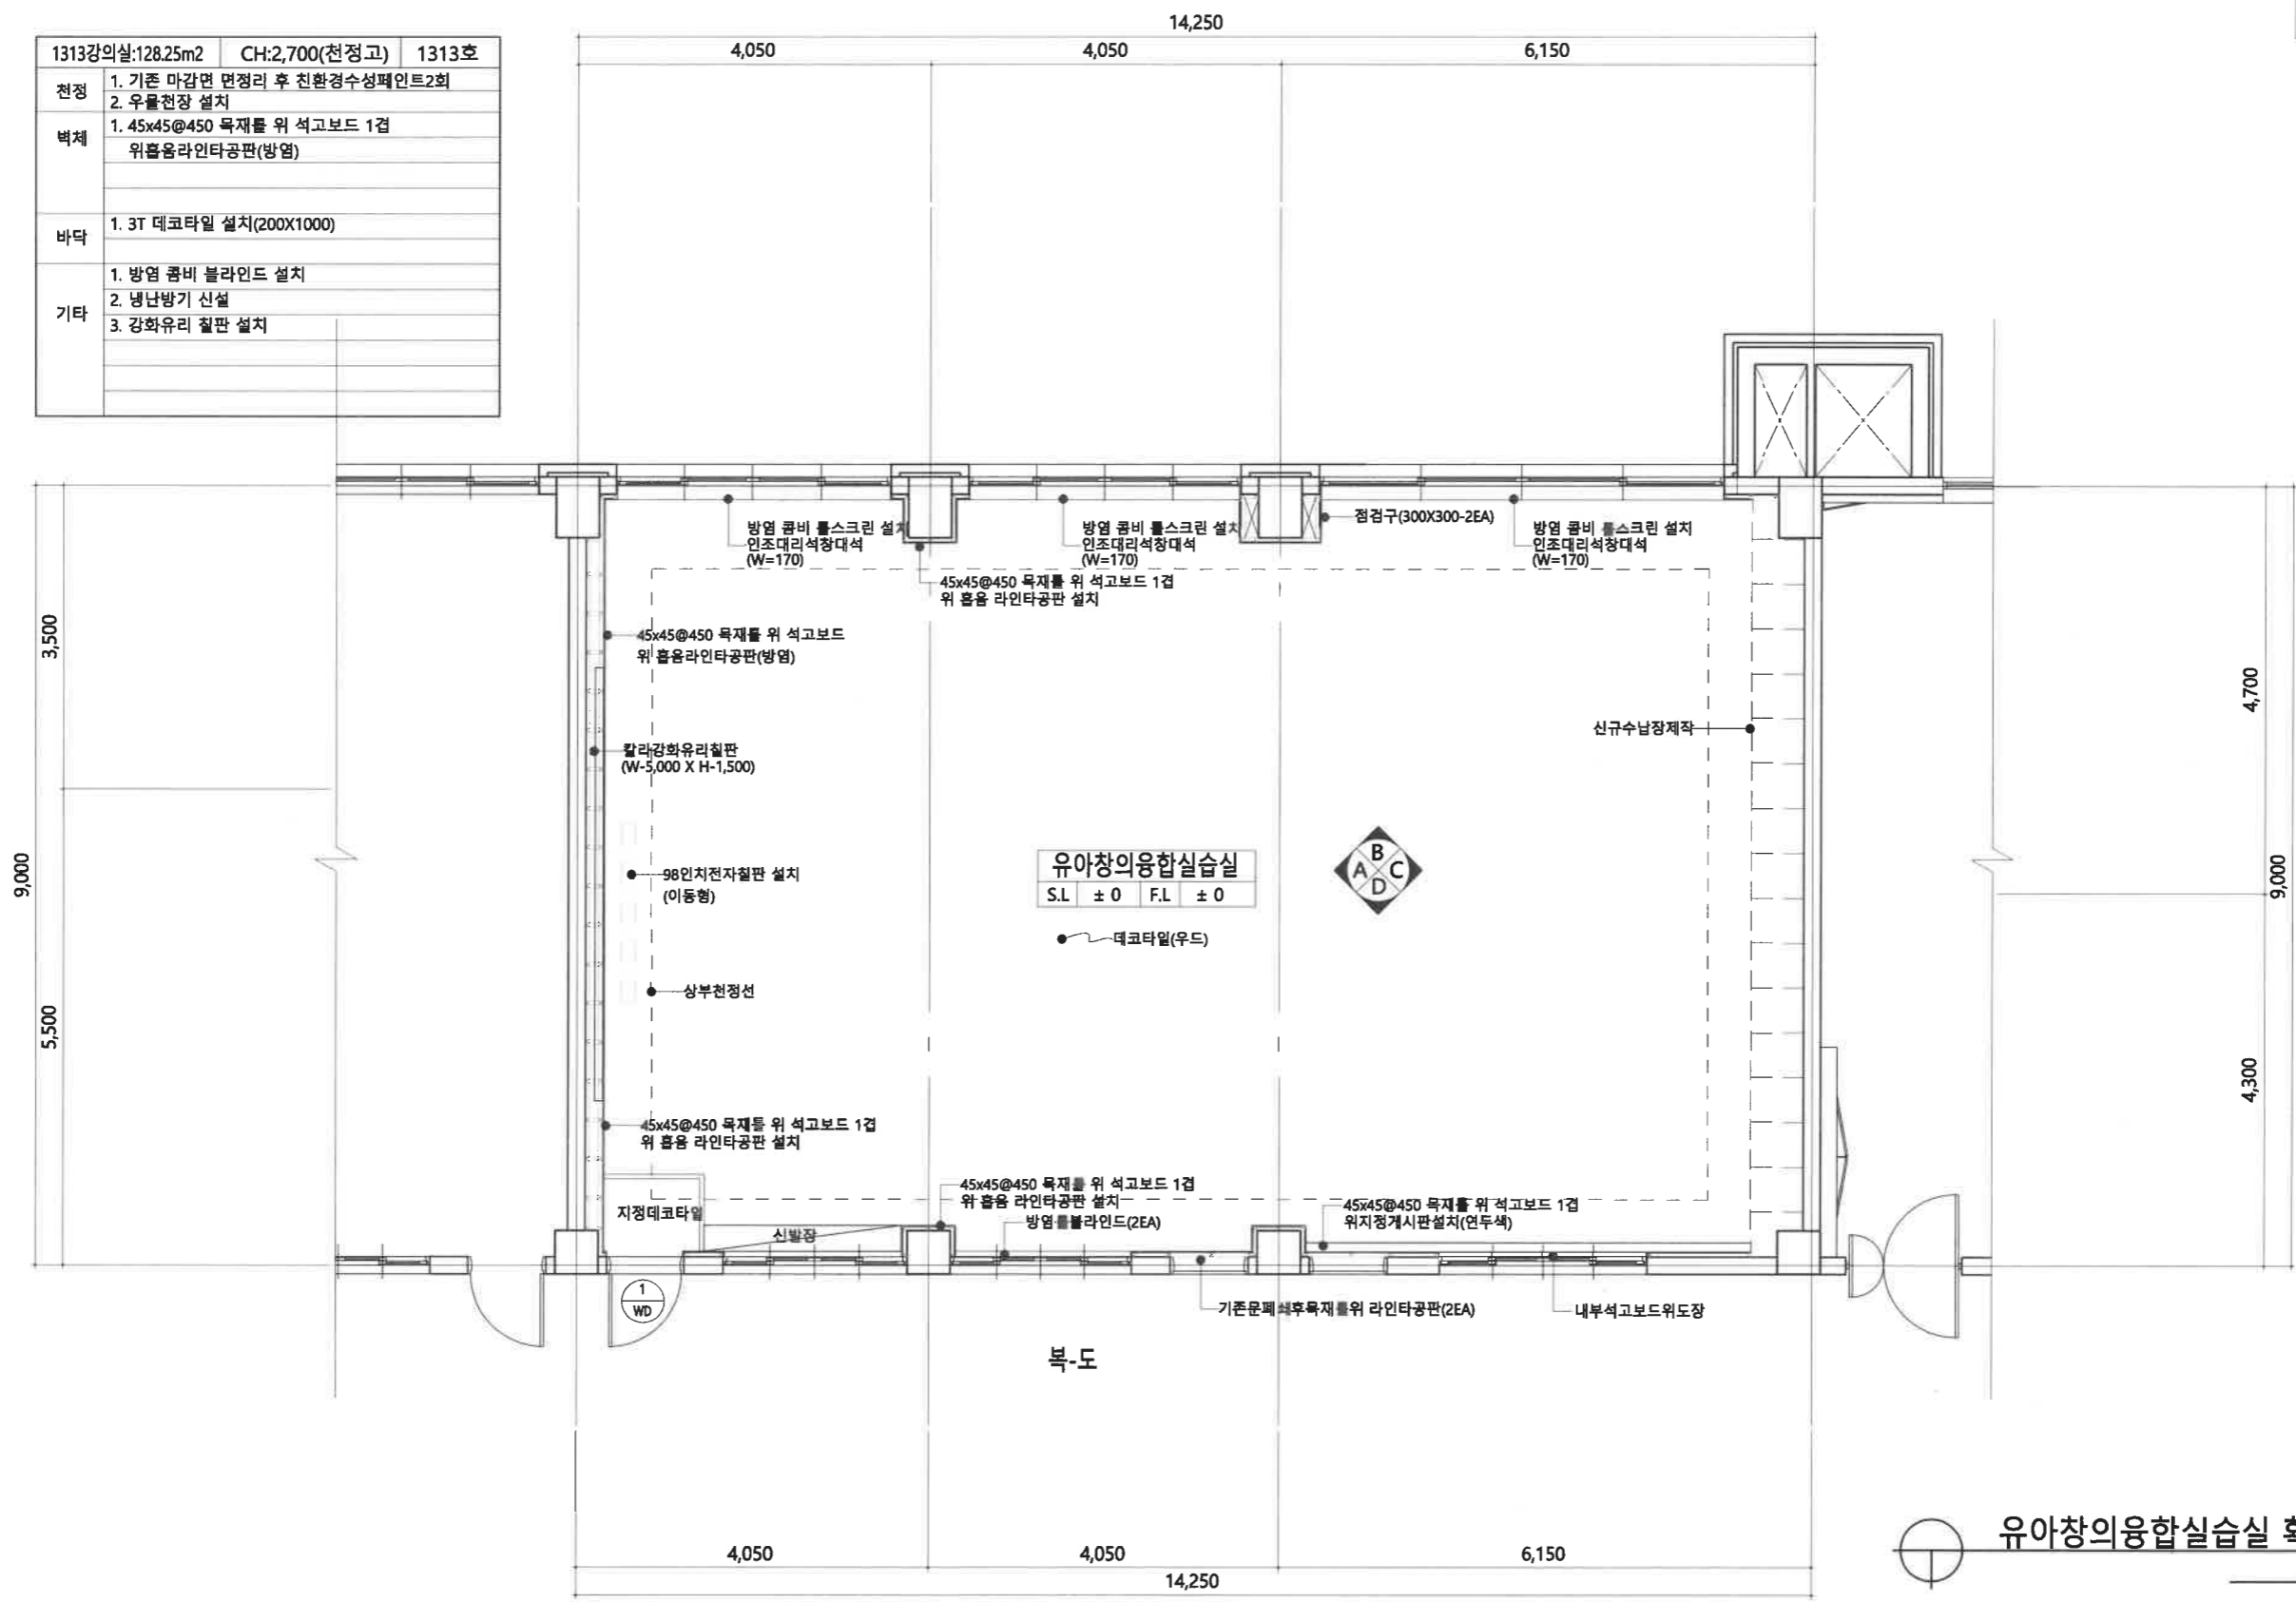 14,250
4,050
4,050
6,150
1313강의실:128.25m2 CH:2,700(천정고) 1313호
천정
1. 기존 마감면 면정리 후 친환경수성페인트2회
2. 우물천장 설치
벽체
1. 45x45@450 목재틀 위 석고보드 1겹
위흡음라인타공판(방염)
바닥
1. 3T 데코타일 설치(200X1000)
기타
1. 방염 콤비 블라인드 설치
2. 냉난방기 신설
3. 강화유리 칠판 설치
방염 콤비 롤스크린 설치
인조대리석창대석
(W=170)
방염 콤비 롤스크린 설치
인조대리석창대석
(W=170)
점검구(300X300-2EA)
방염 콤비 롤스크린 설치
인조대리석창대석
(W=170)
45x45@450 목재틀 위 석고보드 1겹
위 흡음 라인타공판 설치
45x45@450 목재틀 위 석고보드
위 흡음라인타공판(방염)
3,500
5,500
9,000
4,700
4,300
9,000
신규수납장제작
칼라강화유리칠판
(W-5,000 X H-1,500)
98인치전자칠판 설치
(이동형)
유아창의융합실습실
S.L ± 0 F.L ± 0
B
A C
D
데코타일(우드)
상부천정선
45x45@450 목재틀 위 석고보드 1겹
위 흡음 라인타공판 설치
45x45@450 목재틀 위 석고보드 1겹
위 흡음 라인타공판 설치
방염롤블라인드(2EA)
45x45@450 목재틀 위 석고보드 1겹
위지정게시판설치(연두색)
지정데코타일
신발장
1
WD
기존문폐쇄후목재틀위 라인타공판(2EA)
내부석고보드위도장
복-도
4,050
4,050
6,150
14,250
유아창의융합실습실